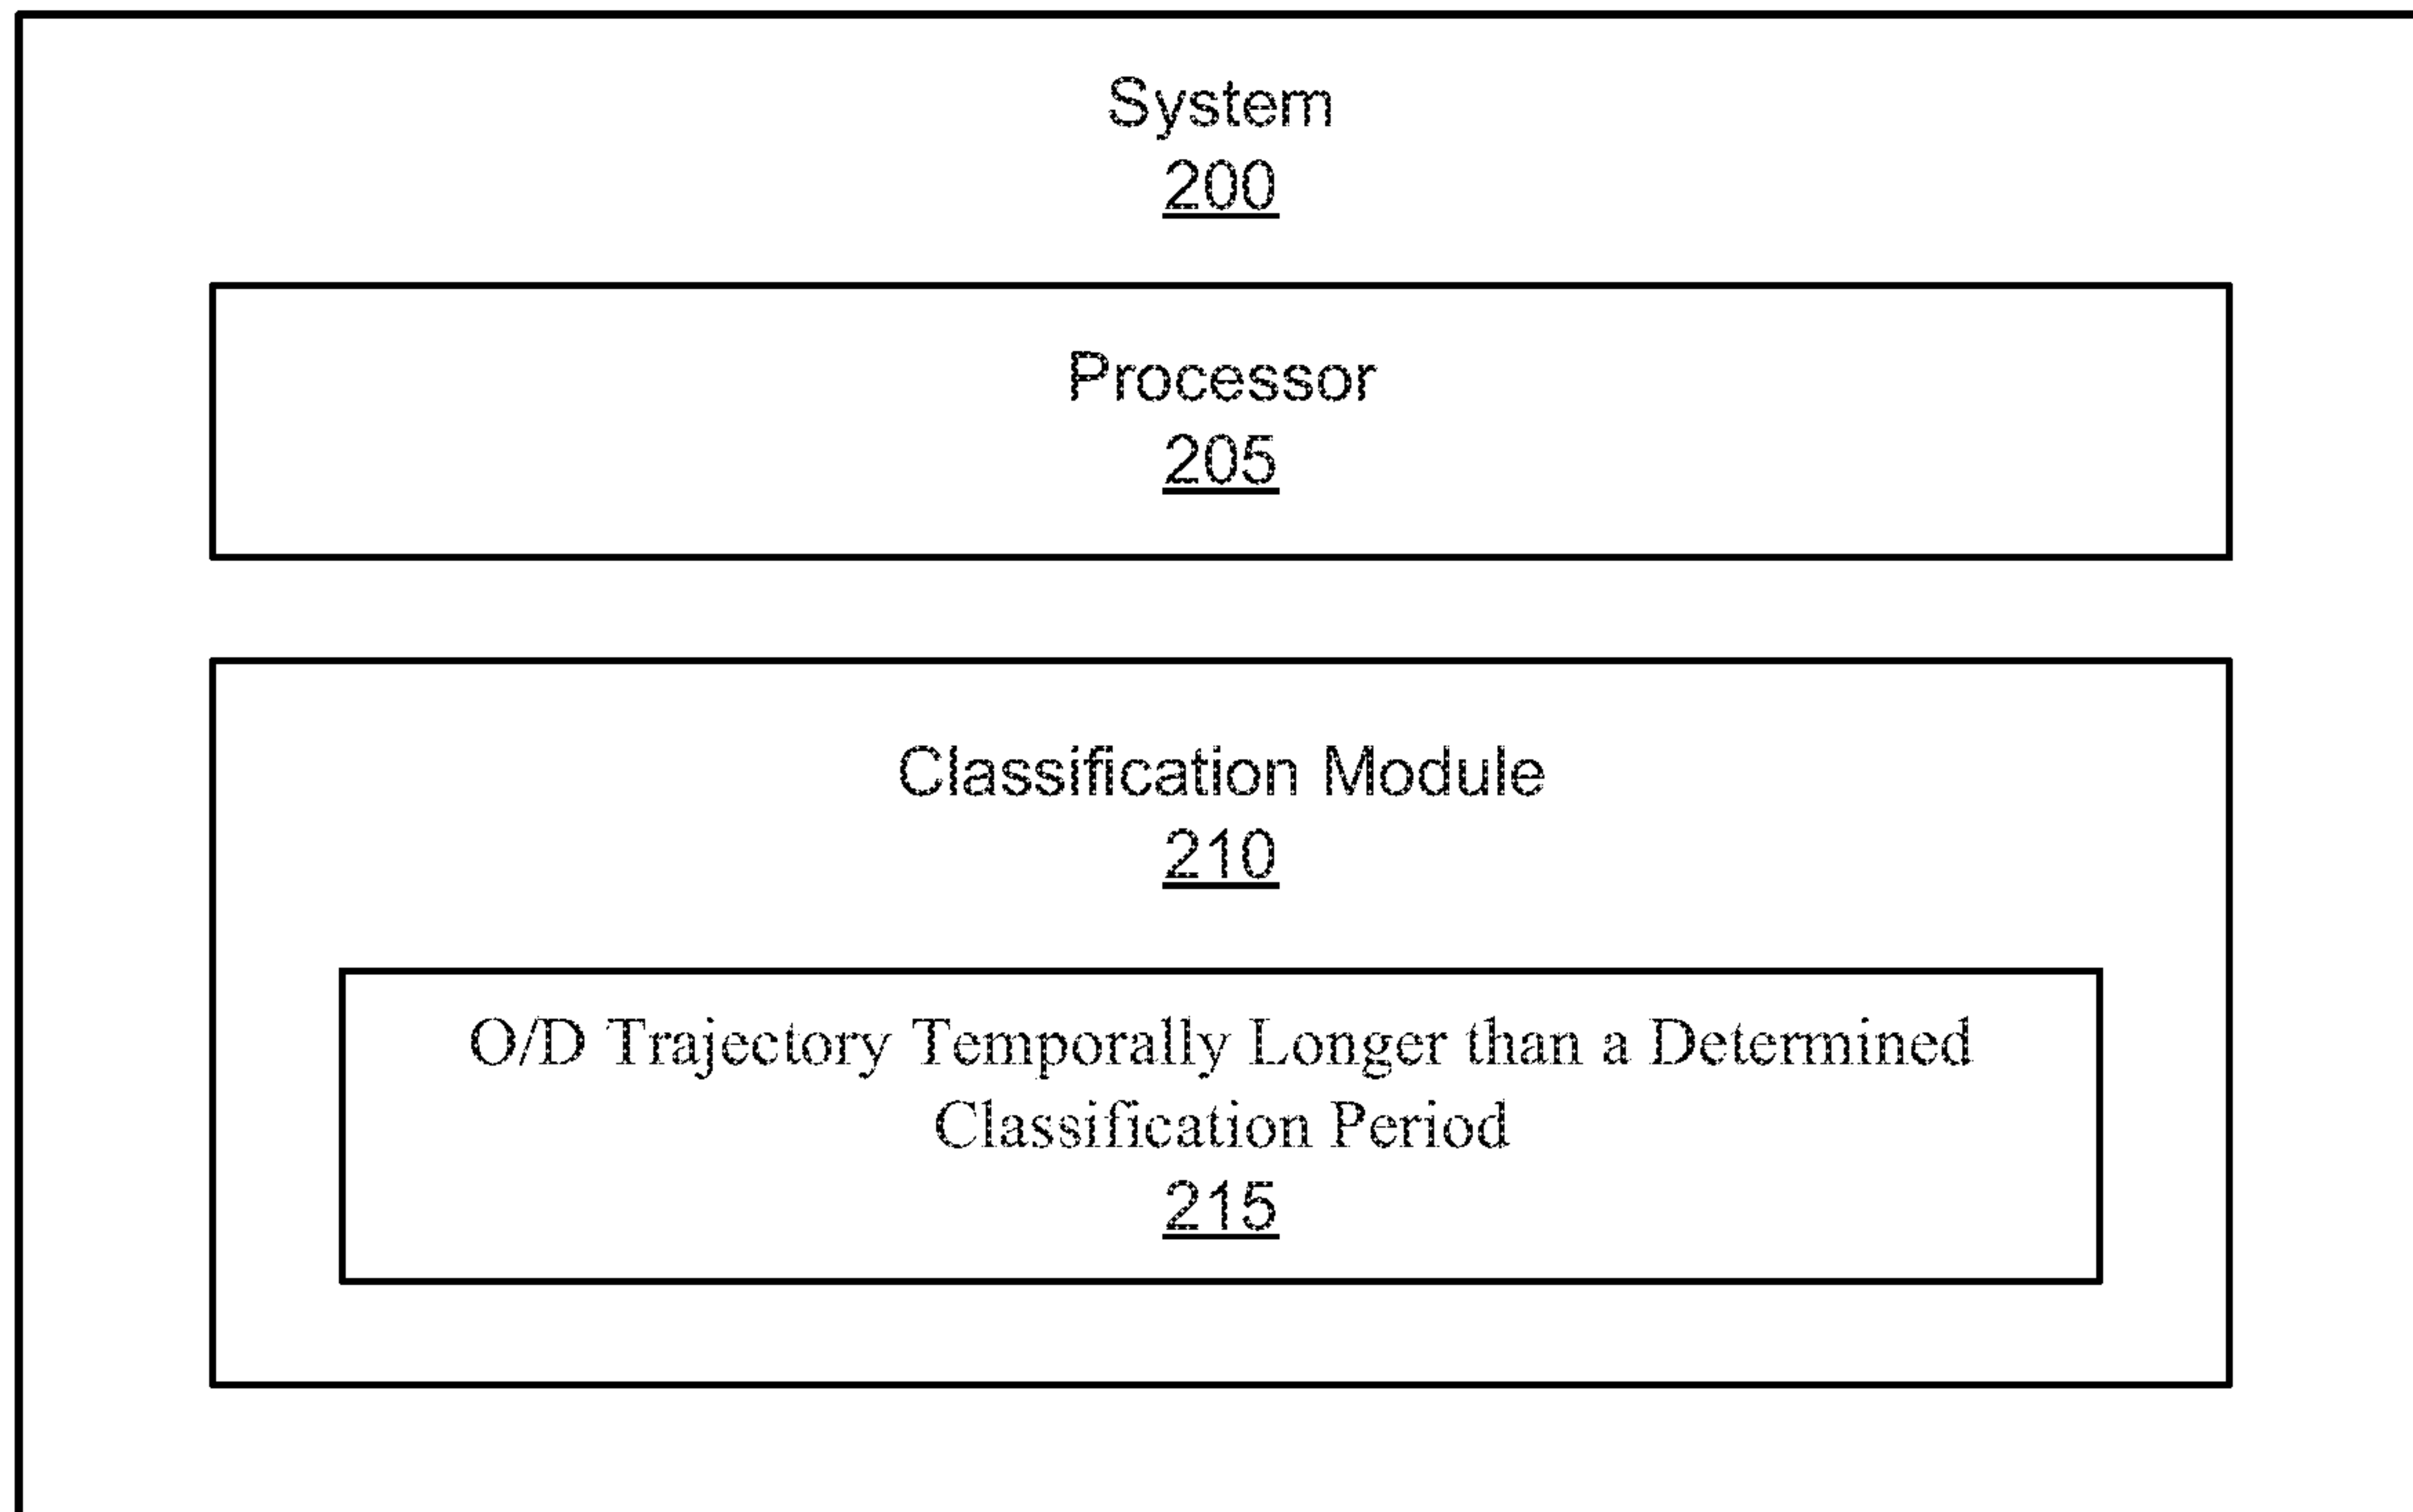 System
200
Processor
205
Classification Module
210
O/D Trajectory Temporally Longer than a Determined
Classification Period
215